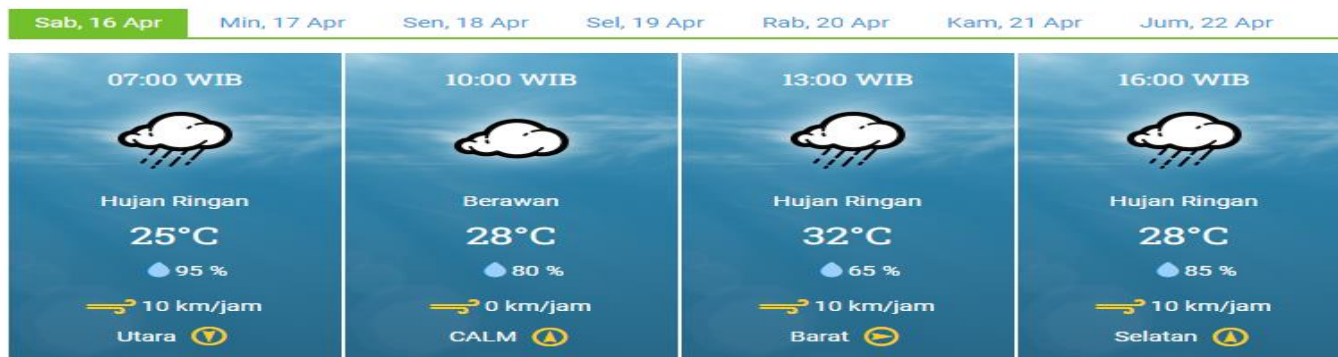 Sab, 16 Apr
Min, 17 Apr
Sen, 18 Apr
Sel, 19 Apr
Rab, 20 Apr
Kam, 21 Apr
Jum, 22 Apr
07:00 WIB
Hujan Ringan
25°C
95 %
10 km/jam
Utara
10:00 WIB
Berawan
28°C
80 %
0 km/jam
CALM
13:00 WIB
Hujan Ringan
32°C
65 %
10 km/jam
Barat
16:00 WIB
Hujan Ringan
28°C
85 %
10 km/jam
Selatan